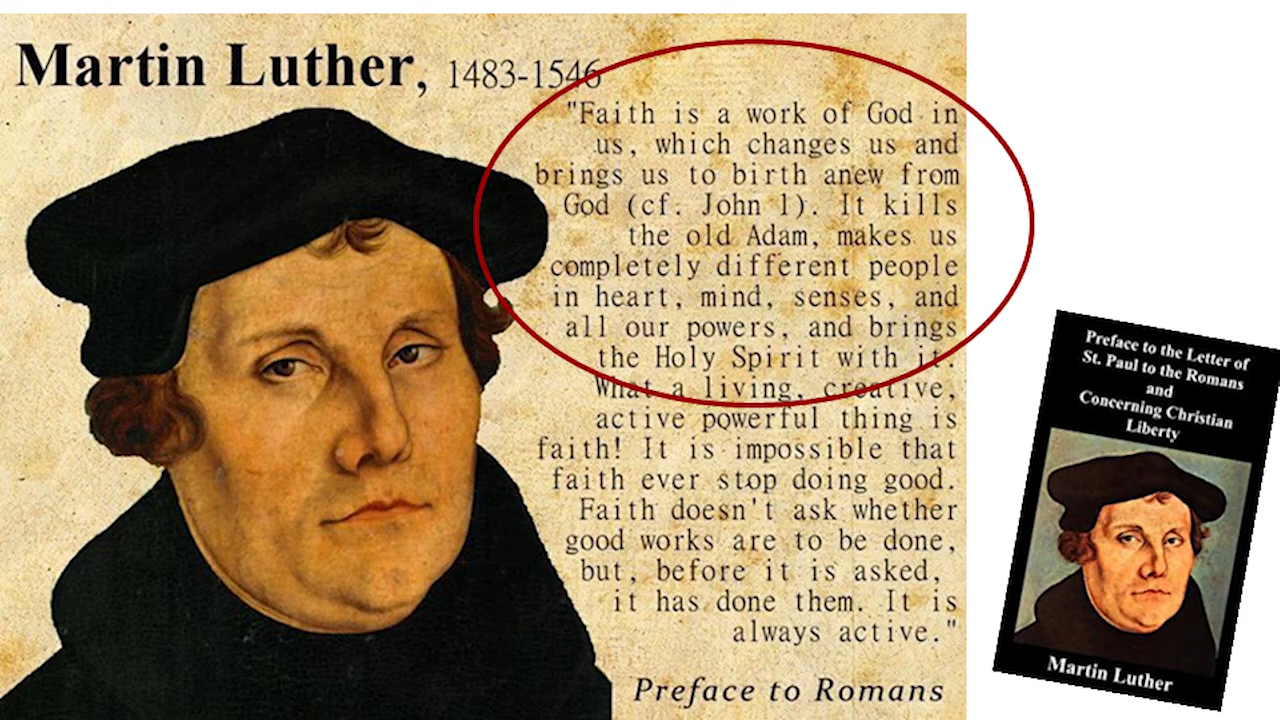 Martin Luther, 1483-1546
"Faith is a work of God in
us, which changes us and
brings us to birth anew from
God (cf. John 1). It kills
the old Adam, makes us
completely different people
in heart, mind, senses, and
all our powers, and brings
the Holy Spirit with it.
What a living, creative,
active powerful thing is
faith! It is impossible that
faith ever stop doing good.
Faith doesn't ask whether
good works are to be done,
but, before it is asked,
it has done them. It is
always active."
Preface to Romans
Preface to the Letter of
St. Paul to the Romans
and
Concerning Christian
Liberty
Martin Luther